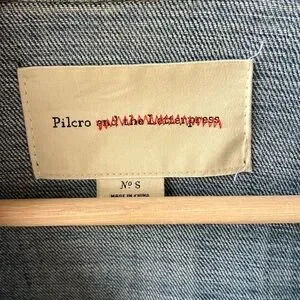 Pilcro and the Letterpress
Nº S
MADE IN CHINA